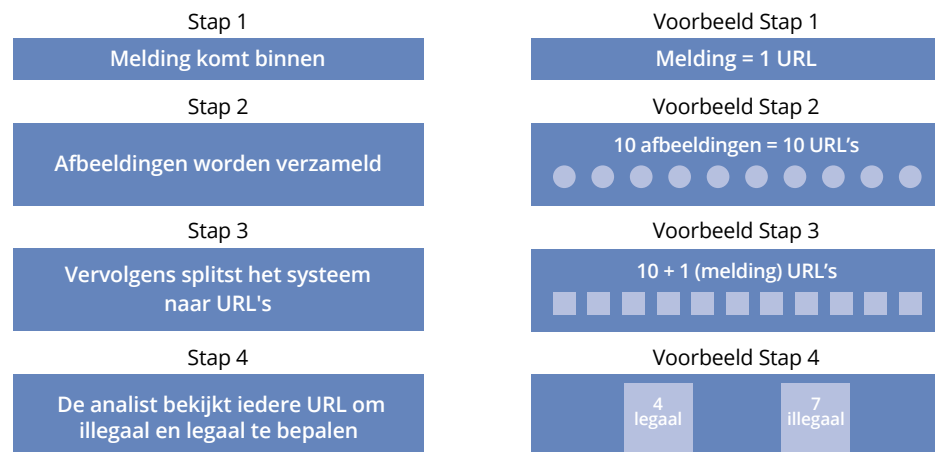 Stap 1
Melding komt binnen
Stap 2
Afbeeldingen worden verzameld
Stap 3
Vervolgens splitst het systeem
naar URL's
Stap 4
De analist bekijkt iedere URL om
illegaal en legaal te bepalen
Voorbeeld Stap 1
Melding = 1 URL
Voorbeeld Stap 2
10 afbeeldingen = 10 URL’s
Voorbeeld Stap 3
10 + 1 (melding) URL’s
Voorbeeld Stap 4
4
legaal
7
illegaal